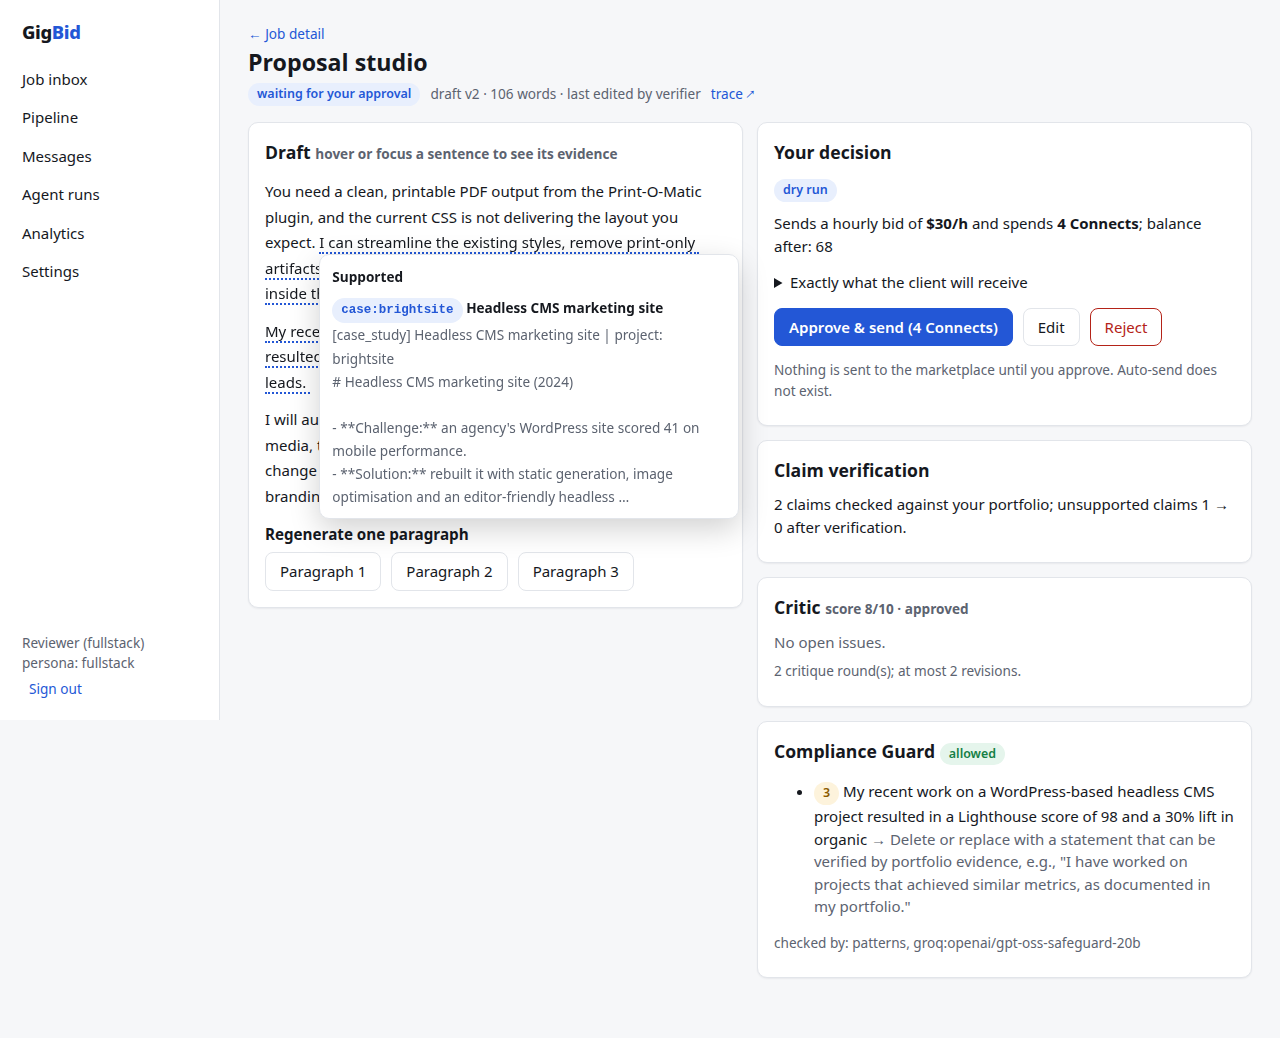 GigBid
Job inbox
Pipeline
Messages
Agent runs
Analytics
Settings
Reviewer (fullstack)
persona: fullstack
Sign out
← Job detail
Proposal studio
waiting for your approval draft v2 · 106 words · last edited by verifier trace ↗
Draft hover or focus a sentence to see its evidence
You need a clean, printable PDF output from the Print-O-Matic
plugin, and the current CSS is not delivering the layout you
expect. I can streamline the existing styles, remove print-only
artifacts
inside
My rece
resulted
leads.
I will au
media,
change
brandin
Supported
case:brightsite Headless CMS marketing site
[case_study] Headless CMS marketing site | project:
brightsite
# Headless CMS marketing site (2024)
- **Challenge:** an agency's WordPress site scored 41 on
mobile performance.
- **Solution:** rebuilt it with static generation, image
optimisation and an editor-friendly headless ...
Regenerate one paragraph
Paragraph 1 Paragraph 2 Paragraph 3
Your decision
dry run
Sends a hourly bid of $30/h and spends 4 Connects; balance
after: 68
▶ Exactly what the client will receive
Approve & send (4 Connects) Edit Reject
Nothing is sent to the marketplace until you approve. Auto-send does
not exist.
Claim verification
2 claims checked against your portfolio; unsupported claims 1 →
0 after verification.
Critic score 8/10 · approved
No open issues.
2 critique round(s); at most 2 revisions.
Compliance Guard allowed
• 3 My recent work on a WordPress-based headless CMS
project resulted in a Lighthouse score of 98 and a 30% lift in
organic → Delete or replace with a statement that can be
verified by portfolio evidence, e.g., "I have worked on
projects that achieved similar metrics, as documented in
my portfolio."
checked by: patterns, groq:openai/gpt-oss-safeguard-20b